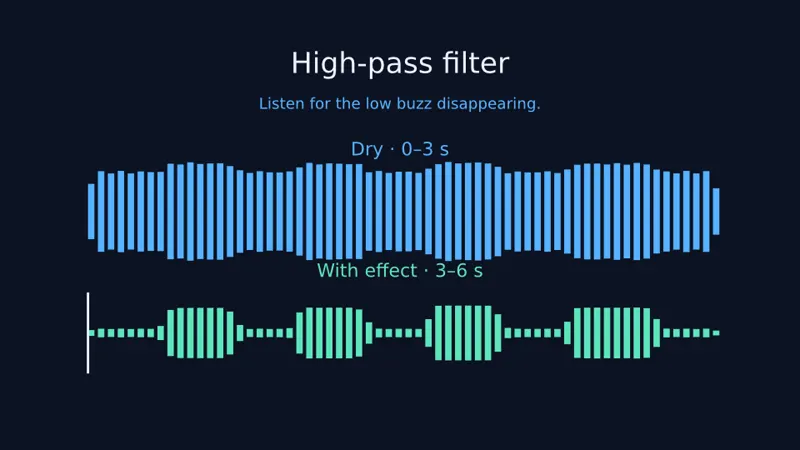 High-pass filter
Listen for the low buzz disappearing.
Dry · 0–3 s
With effect · 3–6 s